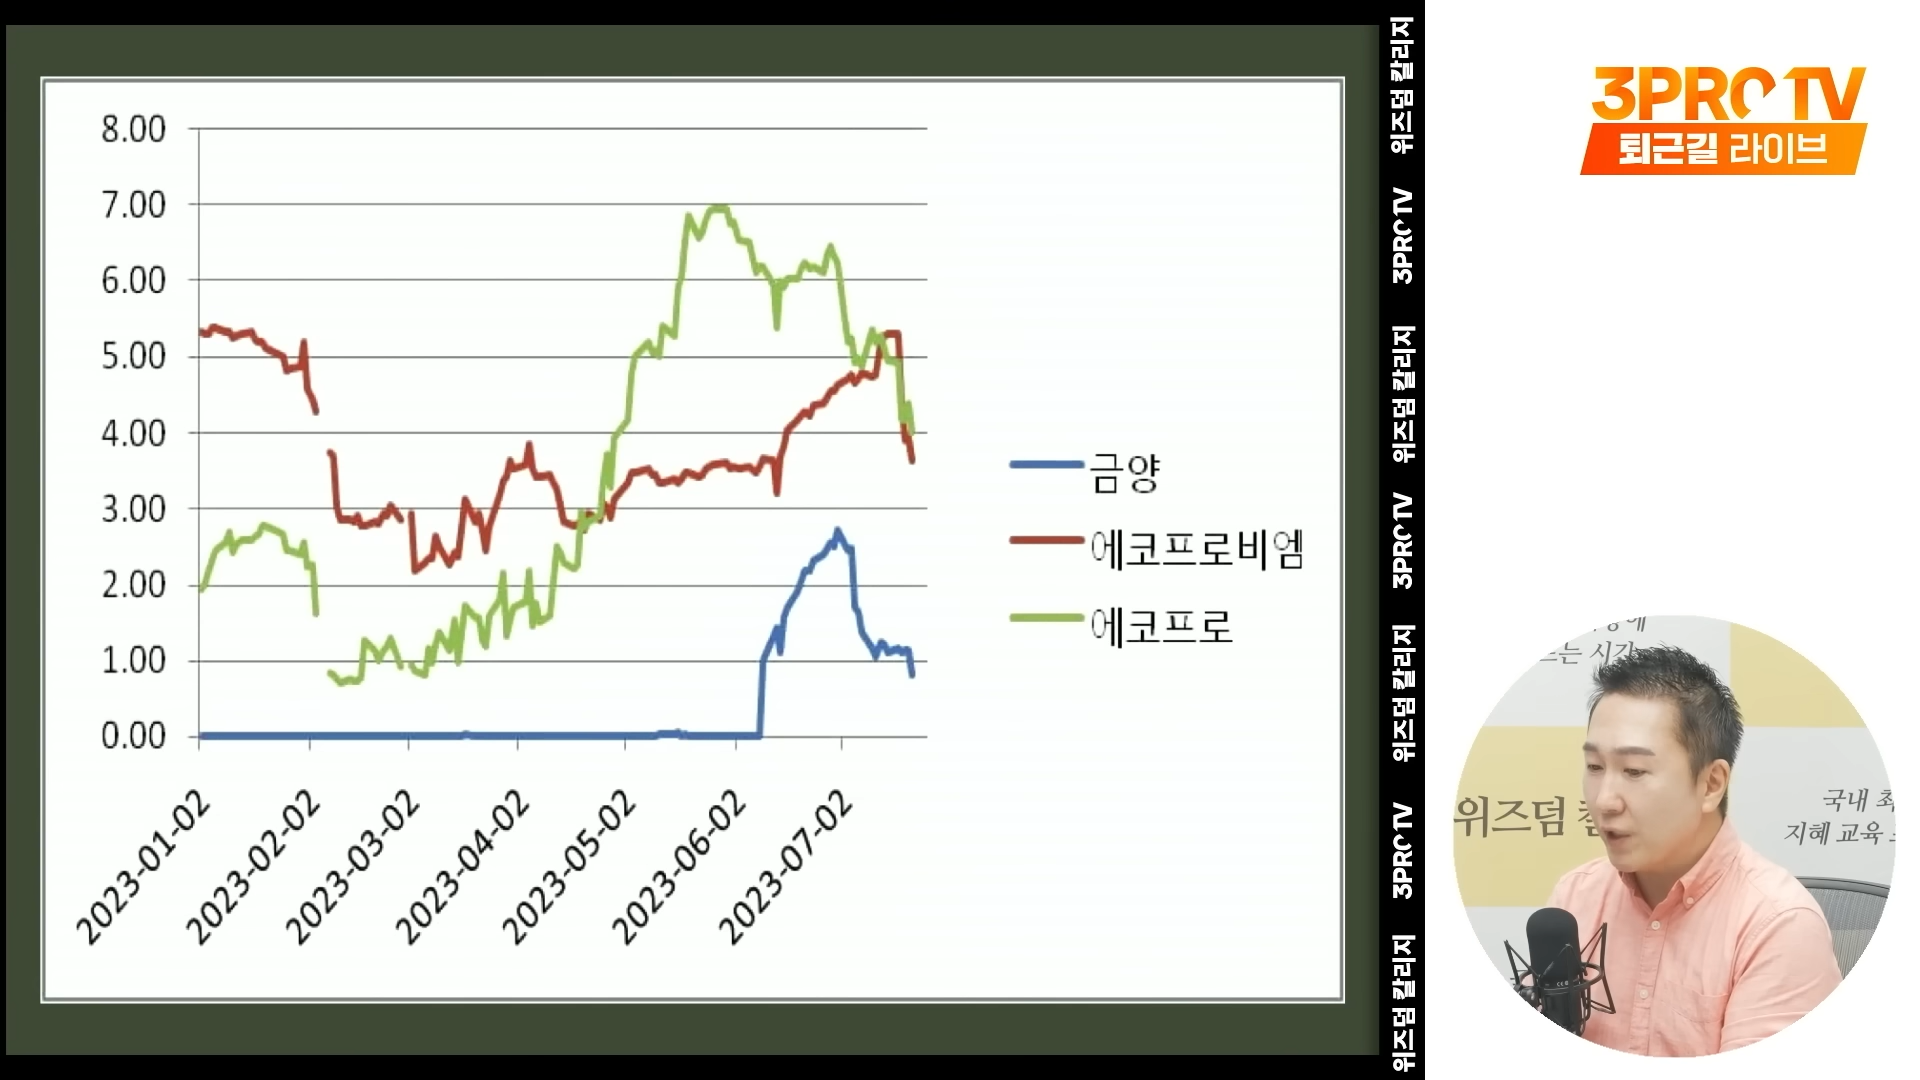 8.00
7.00
6.00
5.00
4.00
3.00
2.00
1.00
0.00
2023-01-02
2023-02-02
2023-03-02
2023-04-02
2023-05-02
2023-06-02
2023-07-02
금양
에코프로비엠
에코프로
위즈덤 칼리지
3PROTV
위즈덤 칼리지
3PROTV
위즈덤 칼리지
3PROTV
위즈덤 칼리지
3PROTV
퇴근길 라이브
드는 시간
위즈덤
국내
지혜 교육